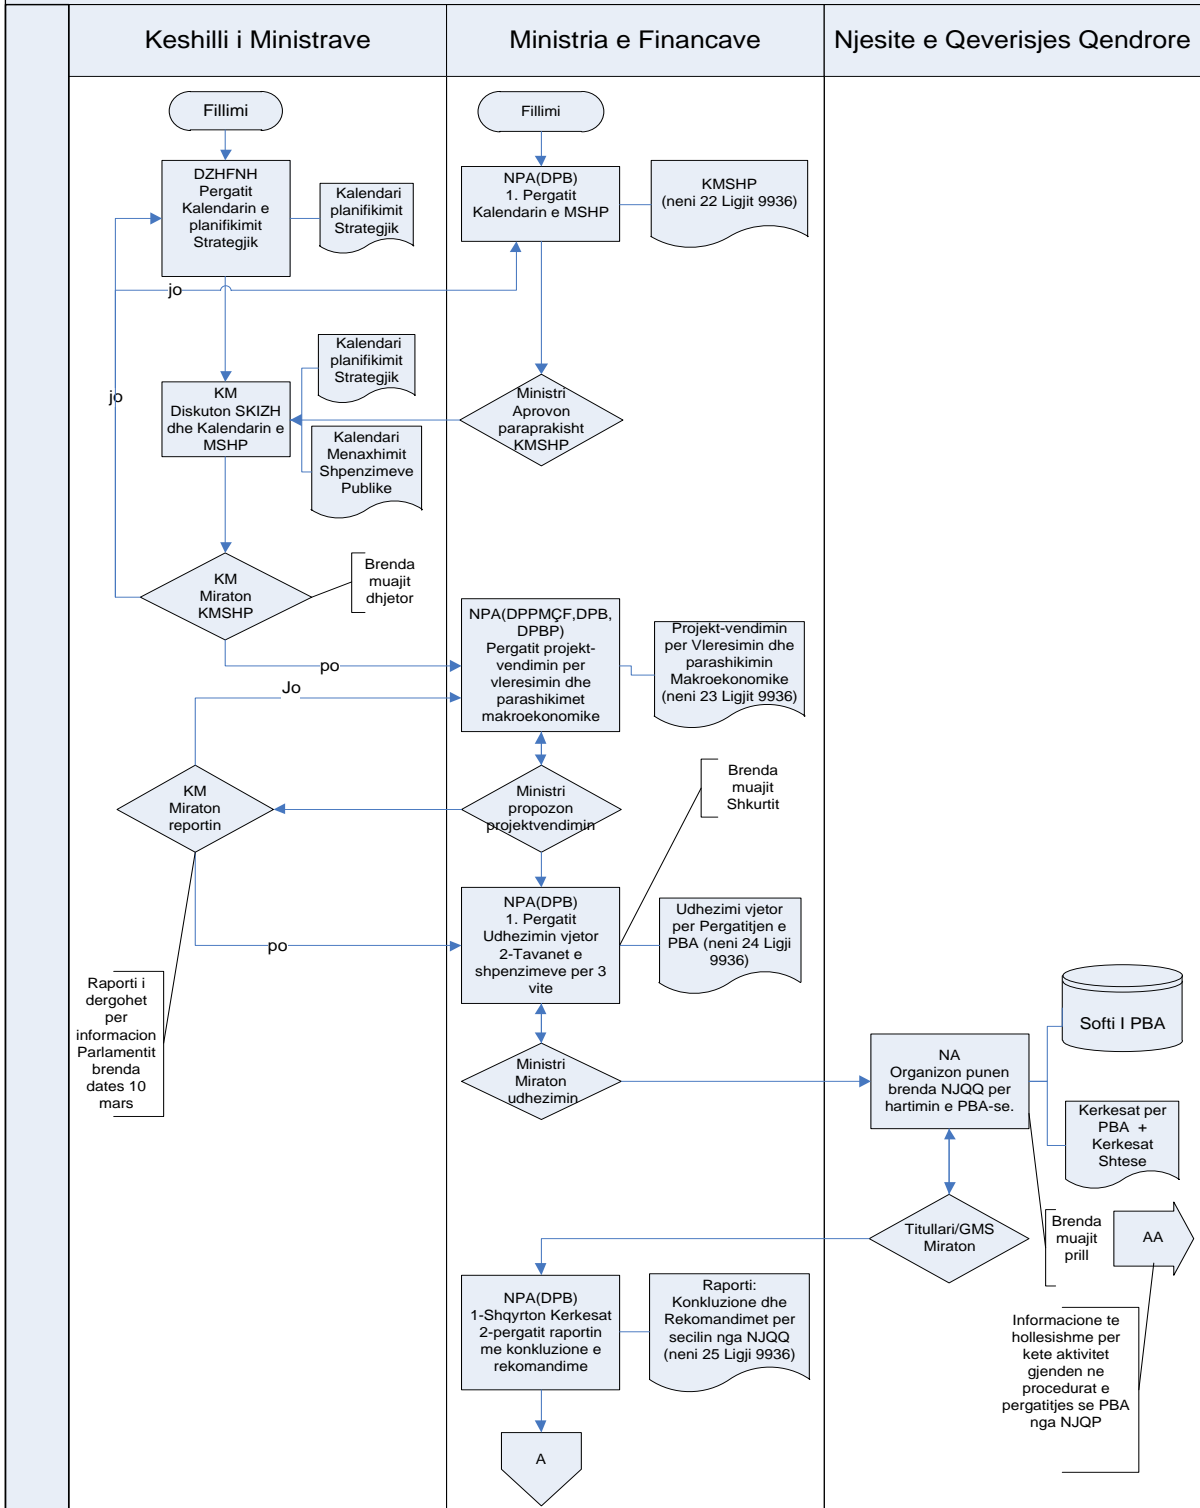 Keshilli i Ministrave
Ministria e Financave
Njesite e Qeverisjes Qendrore
Fillimi
Fillimi
DZHFNH
Pergatit
Kalendarin e
planifikimit
Strategjik
Kalendari
planifikimit
Strategjik
NPA(DPB)
1. Pergatit
Kalendarin e MSHP
KMSHP
(neni 22 Ligjit 9936)
jo
jo
Kalendari
planifikimit
Strategjik
KM
Diskuton SKIZH
dhe Kalendarin e
MSHP
Kalendari
Menaxhimit
Shpenzimeve
Publike
Ministri
Aprovon
paraprakisht
KMSHP
KM
Miraton
KMSHP
Brenda
muajit
dhjetor
po
NPA(DPPMÇF,DPB,
DPBP)
Pergatit projekt-
vendimin per
vleresimin dhe
parashikimet
makroekonomike
Projekt-vendimin
per Vleresimin dhe
parashikimin
Makroekonomike
(neni 23 Ligjit 9936)
Jo
KM
Miraton
reportin
Ministri
propozon
projektvendimin
Brenda
muajit
Shkurtit
po
NPA(DPB)
1. Pergatit
Udhezimin vjetor
2-Tavanet e
shpenzimeve per 3
vite
Udhezimi vjetor
per Pergatitjen e
PBA (neni 24 Ligji
9936)
Raporti i
dergohet
per
informacion
Parlamentit
brenda
dates 10
mars
Ministri
Miraton
udhezimin
NA
Organizon punen
brenda NJQQ per
hartimin e PBA-se.
Softi I PBA
Kerkesat per
PBA  +
Kerkesat
Shtese
Titullari/GMS
Miraton
Brenda
muajit
prill
AA
NPA(DPB)
1-Shqyrton Kerkesat
2-pergatit raportin
me konkluzione e
rekomandime
Raporti:
Konkluzione dhe
Rekomandimet per
secilin nga NJQQ
(neni 25 Ligji 9936)
Informacione te
hollesishme per
kete aktivitet
gjenden ne
procedurat e
pergatitjes se PBA
nga NJQP
A